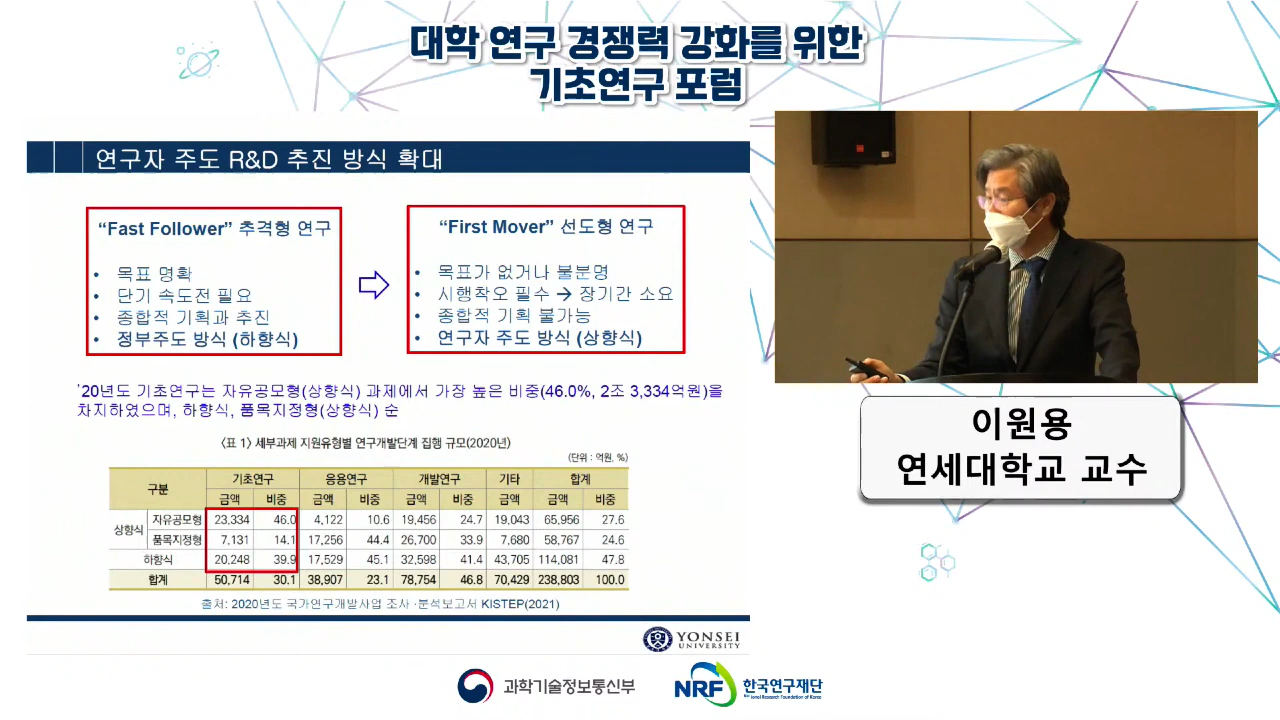 대학 연구 경쟁력 강화를 위한
기초연구 포럼
연구자 주도 R&D 추진 방식 확대
“Fast Follower” 추격형 연구
• 목표 명확
• 단기 속도전 필요
• 종합적 기획과 추진
• 정부주도 방식 (하향식)
“First Mover” 선도형 연구
• 목표가 없거나 불분명
• 시행착오 필수 → 장기간 소요
• 종합적 기획 불가능
• 연구자 주도 방식 (상향식)
’20년도 기초연구는 자유공모형(상향식) 과제에서 가장 높은 비중(46.0%, 2조 3,334억원)을
차지하였으며, 하향식, 품목지정형(상향식) 순
〈표 1〉 세부과제 지원유형별 연구개발단계 집행 규모(2020년)
(단위 : 억원, %)
구분 기초연구 응용연구 개발연구 기타 합계
금액 비중 금액 비중 금액 비중 금액 금액 비중
상향식 자유공모형 23,334 46.0 4,122 10.6 19,456 24.7 19,043 65,956 27.6
품목지정형 7,131 14.1 17,256 44.4 26,700 33.9 7,680 58,767 24.6
하향식 20,248 39.9 17,529 45.1 32,598 41.4 43,705 114,081 47.8
합계 50,714 30.1 38,907 23.1 78,754 46.8 70,429 238,803 100.0
출처: 2020년도 국가연구개발사업 조사·분석보고서 KISTEP(2021)
YONSEI
UNIVERSITY
이원용
연세대학교 교수
과학기술정보통신부
NRF 한국연구재단
National Research Foundation of Korea